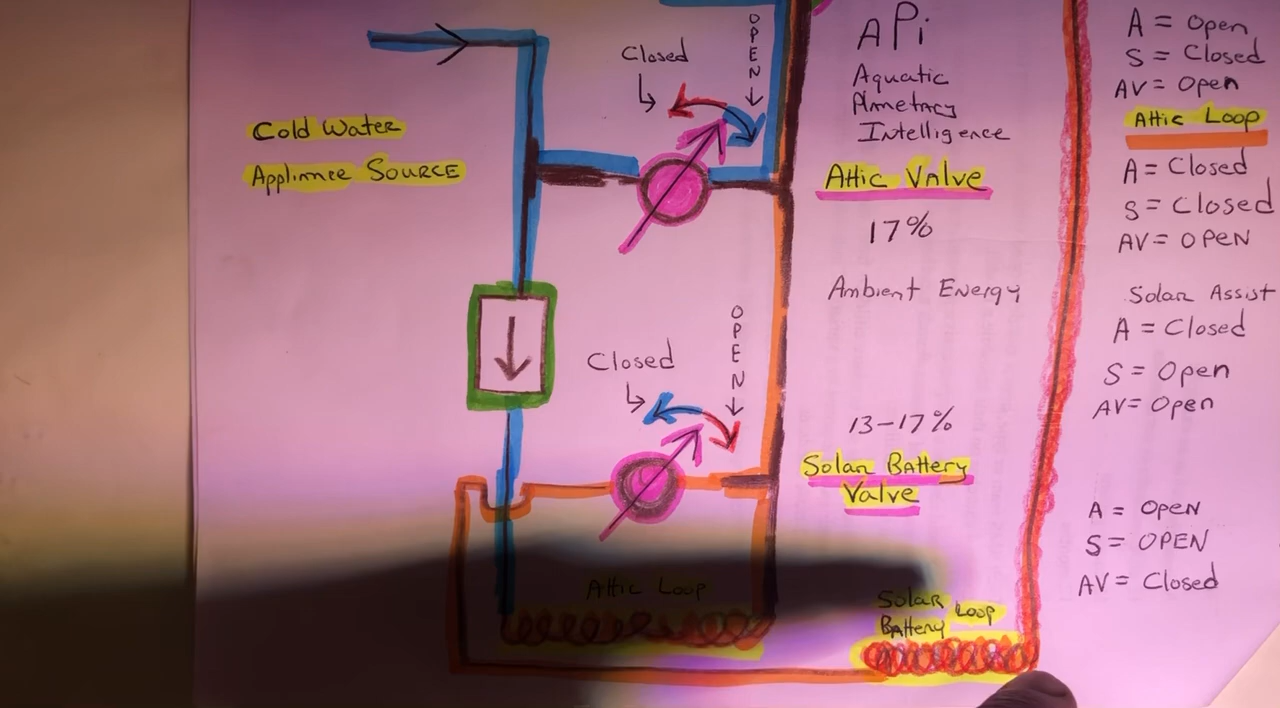 Cold Water
Appliance Source
Closed
OPEN
Closed
OPEN
Attic Loop
APi
Aquatic
Planetary
Intelligence
Attic Valve
17%
Ambient Energy
13-17%
Solar Battery
Valve
Solar Loop
Battery
A = Open
S = Closed
AV = Open
Attic Loop
A = Closed
S = Closed
AV = OPEN
Solar Assist
A = Closed
S = Open
AV = Open
A = OPEN
S = OPEN
AV = Closed